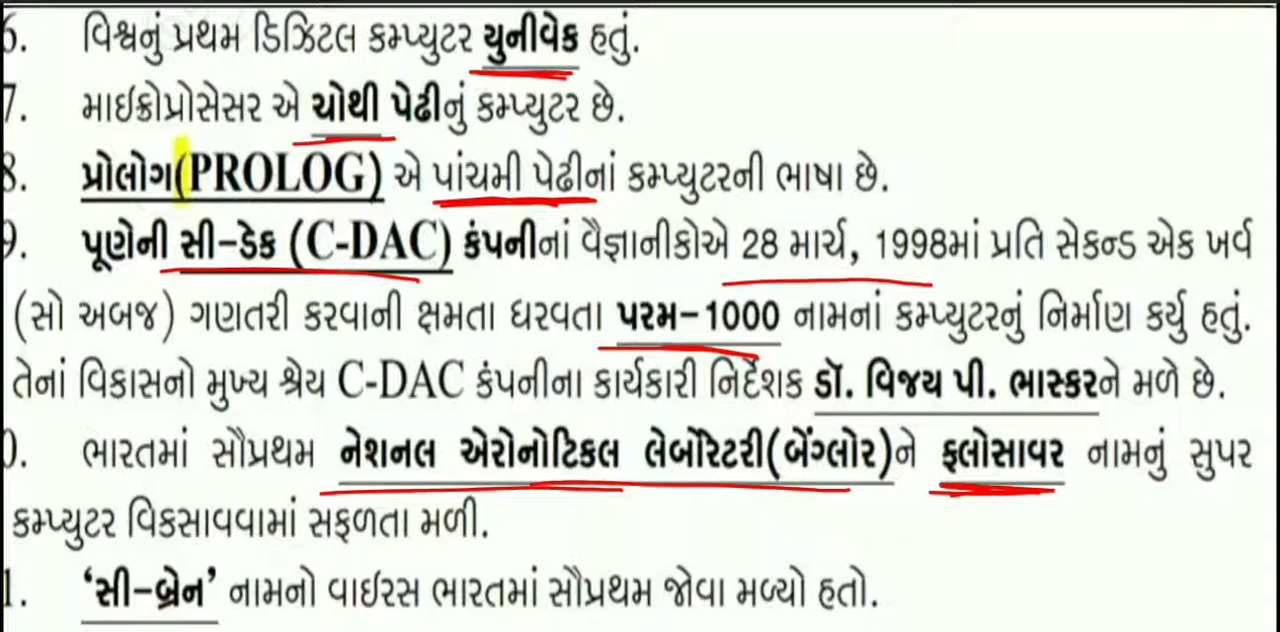 6. વિશ્વનું પ્રથમ ડિઝિટલ કમ્પ્યુટર યુનીવેક હતું.
7. માઈક્રોપ્રોસેસર એ ચોથી પેઢીનું કમ્પ્યુટર છે.
8. પ્રોલોગ(PROLOG) એ પાંચમી પેઢીનાં કમ્પ્યુટરની ભાષા છે.
9. પૂણેની સી-ડેક (C-DAC) કંપનીનાં વૈજ્ઞાનીકોએ 28 માર્ચ, 1998માં પ્રતિ સેકન્ડ એક ખર્વ
(સો અબજ) ગણતરી કરવાની ક્ષમતા ધરવતા પરમ-1000 નામનાં કમ્પ્યુટરનું નિર્માણ કર્યુ હતું.
તેનાં વિકાસનો મુખ્ય શ્રેય C-DAC કંપનીના કાર્યકારી નિર્દેશક ડૉ. વિજય પી. ભાસ્કરને મળે છે.
0. ભારતમાં સૌપ્રથમ નેશનલ એરોનોટિકલ લેબોરેટરી(બેંગ્લોર)ને ફ્લોસાવર નામનું સુપર
કમ્પ્યુટર વિકસાવવામાં સફળતા મળી.
1. ‘સી-બ્રેન’ નામનો વાઈરસ ભારતમાં સૌપ્રથમ જોવા મળ્યો હતો.